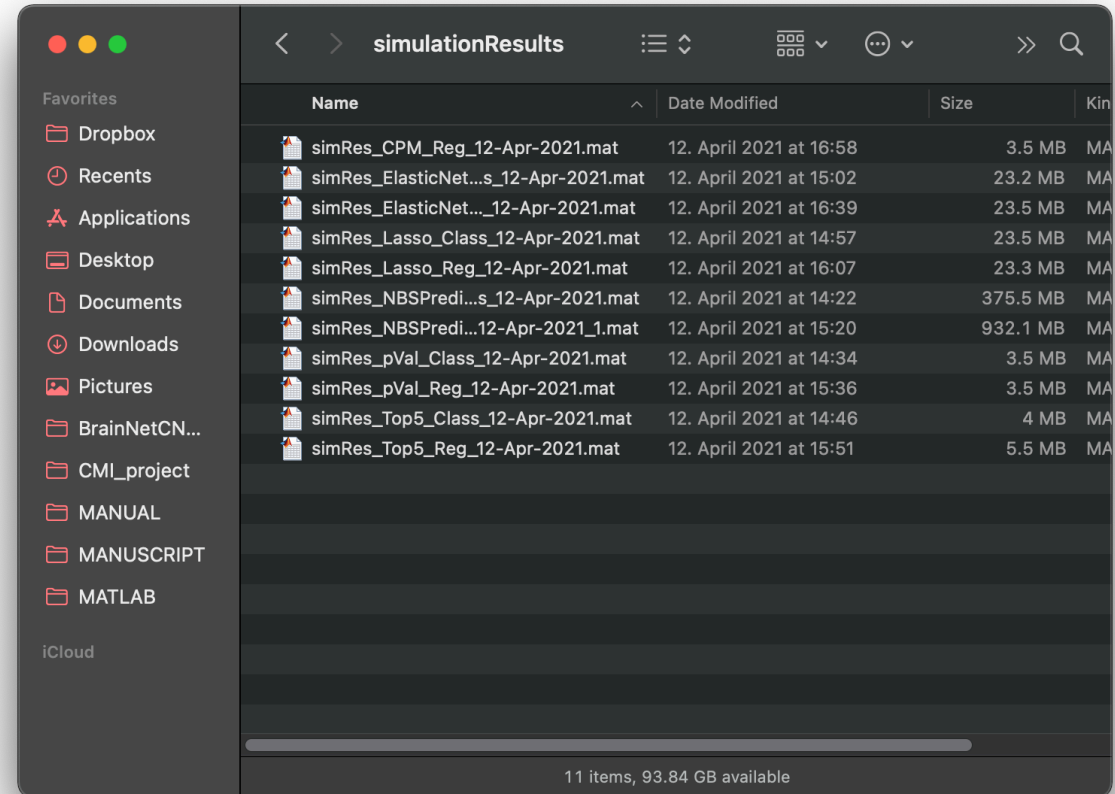 simulationResults
Favorites
Dropbox
Recents
Applications
Desktop
Documents
Downloads
Pictures
BrainNetCN...
CMI_project
MANUAL
MANUSCRIPT
MATLAB
iCloud
Name Date Modified Size Kin
simRes_CPM_Reg_12-Apr-2021.mat 12. April 2021 at 16:58 3.5 MB MA
simRes_ElasticNet...s_12-Apr-2021.mat 12. April 2021 at 15:02 23.2 MB MA
simRes_ElasticNet..._12-Apr-2021.mat 12. April 2021 at 16:39 23.5 MB MA
simRes_Lasso_Class_12-Apr-2021.mat 12. April 2021 at 14:57 23.5 MB MA
simRes_Lasso_Reg_12-Apr-2021.mat 12. April 2021 at 16:07 23.3 MB MA
simRes_NBSPredi...s_12-Apr-2021.mat 12. April 2021 at 14:22 375.5 MB MA
simRes_NBSPredi...12-Apr-2021_1.mat 12. April 2021 at 15:20 932.1 MB MA
simRes_pVal_Class_12-Apr-2021.mat 12. April 2021 at 14:34 3.5 MB MA
simRes_pVal_Reg_12-Apr-2021.mat 12. April 2021 at 15:36 3.5 MB MA
simRes_Top5_Class_12-Apr-2021.mat 12. April 2021 at 14:46 4 MB MA
simRes_Top5_Reg_12-Apr-2021.mat 12. April 2021 at 15:51 5.5 MB MA
11 items, 93.84 GB available